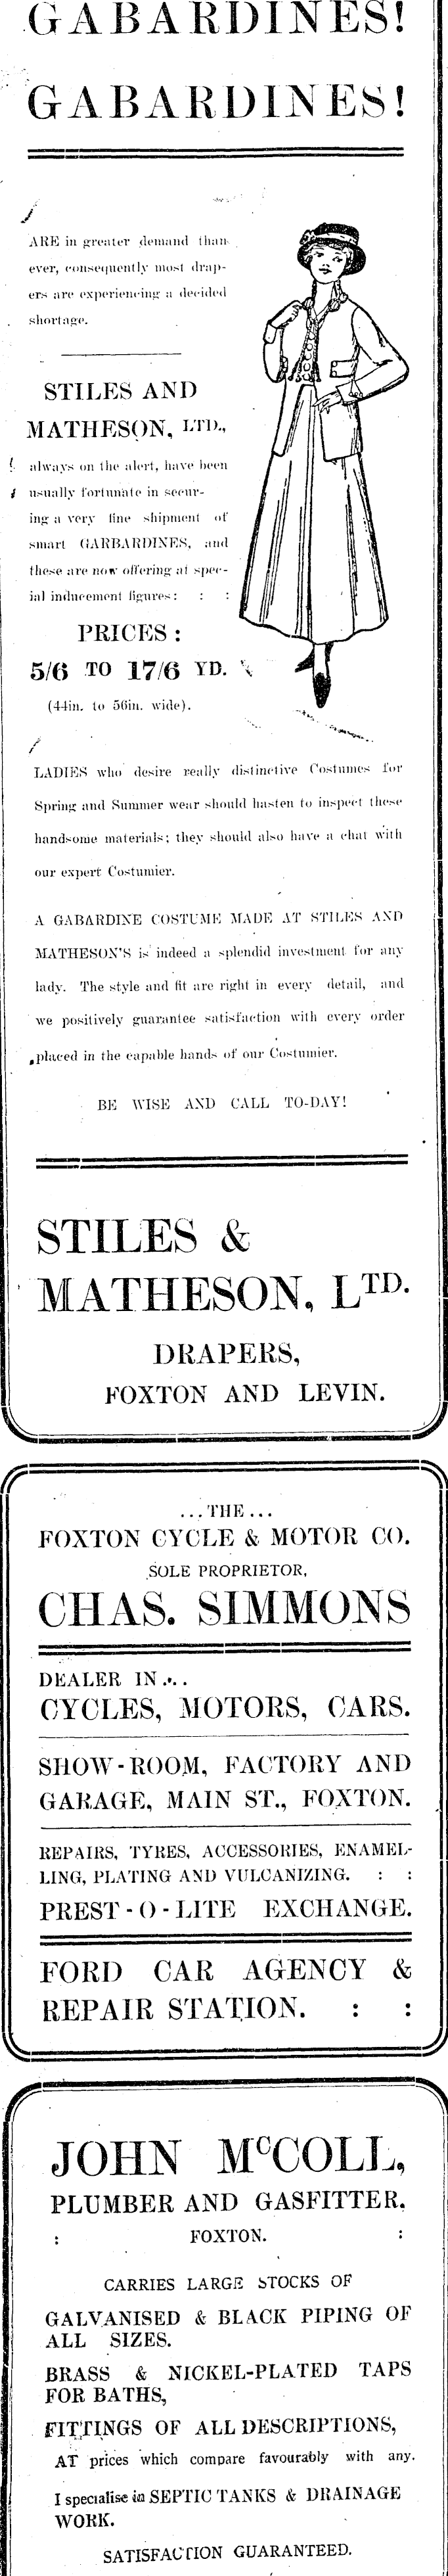 GABARDINES!
GABARDINES!
ARE in greater demand than
ever, consequently most drap-
ers are experiencing a decided
shortage.
STILES AND
MATHESON, LTD.,
always on the alert, have been
usually fortunate in secur-
ing a very fine shipment of
smart GARBARDINES, and
these are now offering at spec-
ial inducement figures: : :
PRICES:
5/6 TO 17/6 YD.
(44in. to 56in. wide).
LADIES who desire really distinctive Costumes for
Spring and Summer wear should hasten to inspect these
handsome materials; they should also have a chat with
our expert Costumier.
A GABARDINE COSTUME MADE AT STILES AND
MATHESON'S is indeed a splendid investment for any
lady. The style and fit are right in every detail, and
we positively guarantee satisfaction with every order
placed in the capable hands of our Costumier.
BE WISE AND CALL TO-DAY!
STILES &
MATHESON, LTD.
DRAPERS,
FOXTON AND LEVIN.
...THE...
FOXTON CYCLE & MOTOR CO.
SOLE PROPRIETOR,
CHAS. SIMMONS
DEALER IN...
CYCLES, MOTORS, CARS.
SHOW-ROOM, FACTORY AND
GARAGE, MAIN ST., FOXTON.
REPAIRS, TYRES, ACCESSORIES, ENAMEL-
LING, PLATING AND VULCANIZING. : :
PREST-O-LITE EXCHANGE.
FORD CAR AGENCY &
REPAIR STATION. : :
JOHN McCOLL,
PLUMBER AND GASFITTER.
: FOXTON. :
CARRIES LARGE STOCKS OF
GALVANISED & BLACK PIPING OF
ALL SIZES.
BRASS & NICKEL-PLATED TAPS
FOR BATHS,
FITTINGS OF ALL DESCRIPTIONS,
AT prices which compare favourably with any.
I specialise in SEPTIC TANKS & DRAINAGE
WORK.
SATISFACTION GUARANTEED.